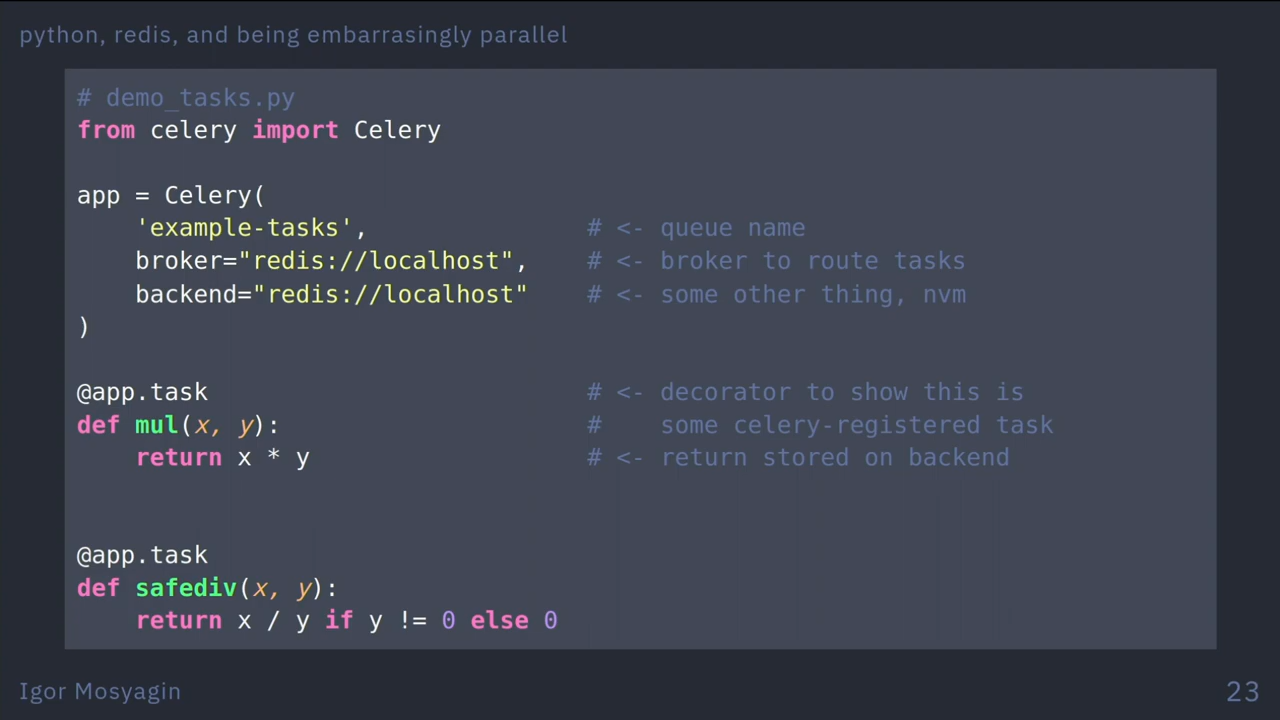 python, redis, and being embarrasingly parallel
# demo_tasks.py
from celery import Celery
app = Celery(
    'example-tasks',               # <- queue name
    broker="redis://localhost",    # <- broker to route tasks
    backend="redis://localhost"    # <- some other thing, nvm
)
@app.task                          # <- decorator to show this is
def mul(x, y):                     #    some celery-registered task
    return x * y                   # <- return stored on backend
@app.task
def safediv(x, y):
    return x / y if y != 0 else 0
Igor Mosyagin
23